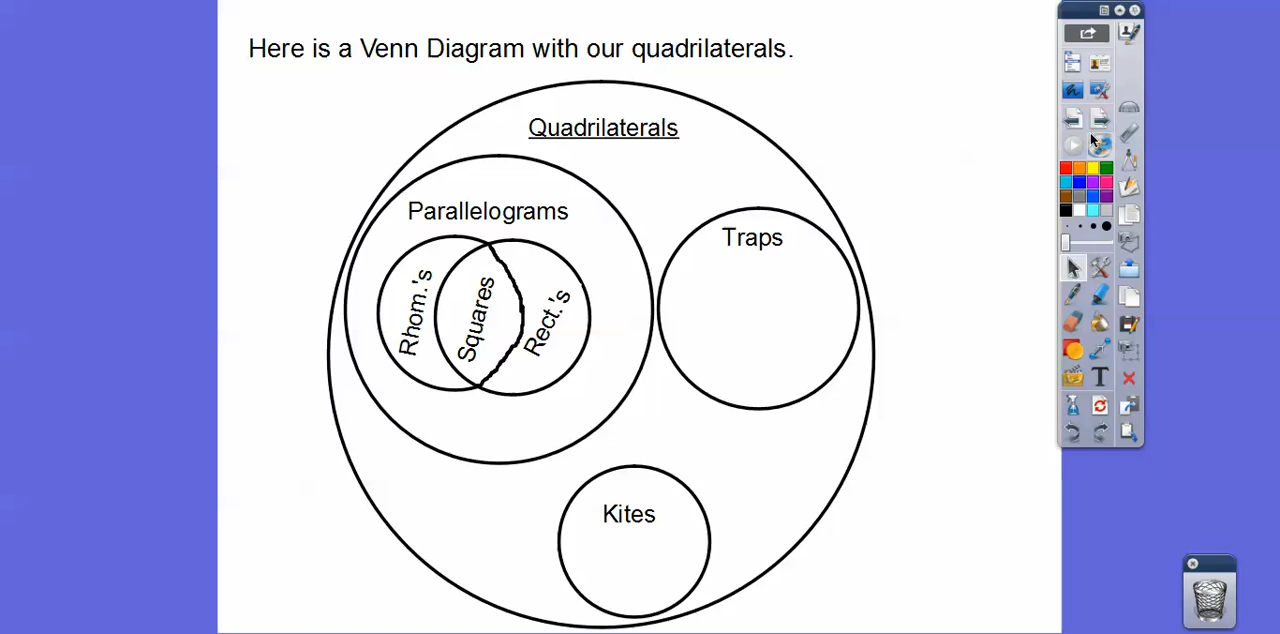 Here is a Venn Diagram with our quadrilaterals.
Quadrilaterals
Parallelograms
Traps
Rhom.'s
Squares
Rect.'s
Kites